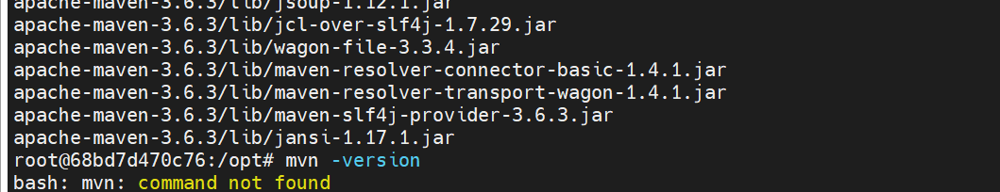 apache-maven-3.6.3/lib/jsoup-1.12.1.jar
apache-maven-3.6.3/lib/jcl-over-slf4j-1.7.29.jar
apache-maven-3.6.3/lib/wagon-file-3.3.4.jar
apache-maven-3.6.3/lib/maven-resolver-connector-basic-1.4.1.jar
apache-maven-3.6.3/lib/maven-resolver-transport-wagon-1.4.1.jar
apache-maven-3.6.3/lib/maven-slf4j-provider-3.6.3.jar
apache-maven-3.6.3/lib/jansi-1.17.1.jar
root@68bd7d470c76:/opt# mvn -version
bash: mvn: command not found